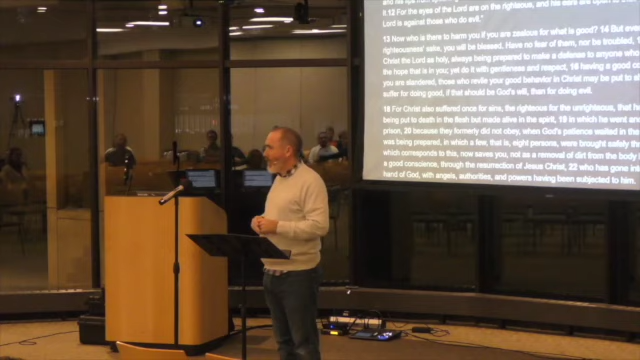 and his lips from
it.12 For the eyes of the Lord are on the righteous, and his ears are open
Lord is against those who do evil."
13 Now who is there to harm you if you are zealous for what is good? 14 But even
righteousness' sake, you will be blessed. Have no fear of them, nor be troubled,
Christ the Lord as holy, always being prepared to make a defense to anyone who
the hope that is in you; yet do it with gentleness and respect, 16 having a good
you are slandered, those who revile your good behavior in Christ may be put to
suffer for doing good, if that should be God's will, than for doing evil.
18 For Christ also suffered once for sins, the righteous for the unrighteous, that
being put to death in the flesh but made alive in the spirit, 19 in which he went and
prison, 20 because they formerly did not obey, when God's patience waited in the
was being prepared, in which a few, that is, eight persons, were brought safely
which corresponds to this, now saves you, not as a removal of dirt from the body
a good conscience, through the resurrection of Jesus Christ, 22 who has gone
hand of God, with angels, authorities, and powers having been subjected to him.